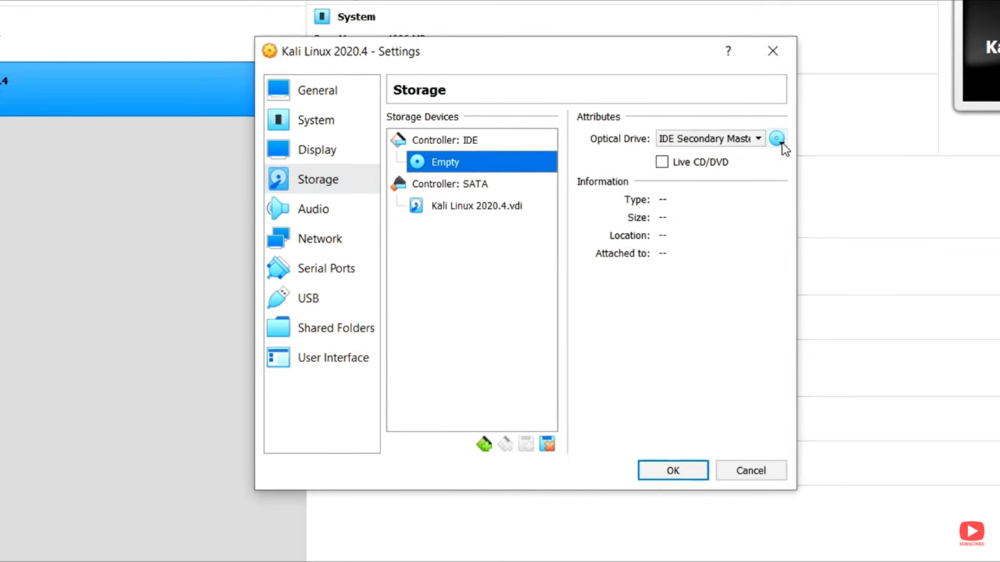 System
.4
Kali Linux 2020.4 - Settings
?
General
System
Display
Storage
Audio
Network
Serial Ports
USB
Shared Folders
User Interface
Storage
Storage Devices
Controller: IDE
Empty
Controller: SATA
Kali Linux 2020.4.vdi
Attributes
Optical Drive: IDE Secondary Maste
Live CD/DVD
Information
Type: --
Size: --
Location: --
Attached to: --
OK
Cancel
Ka
SUBSCRIBE